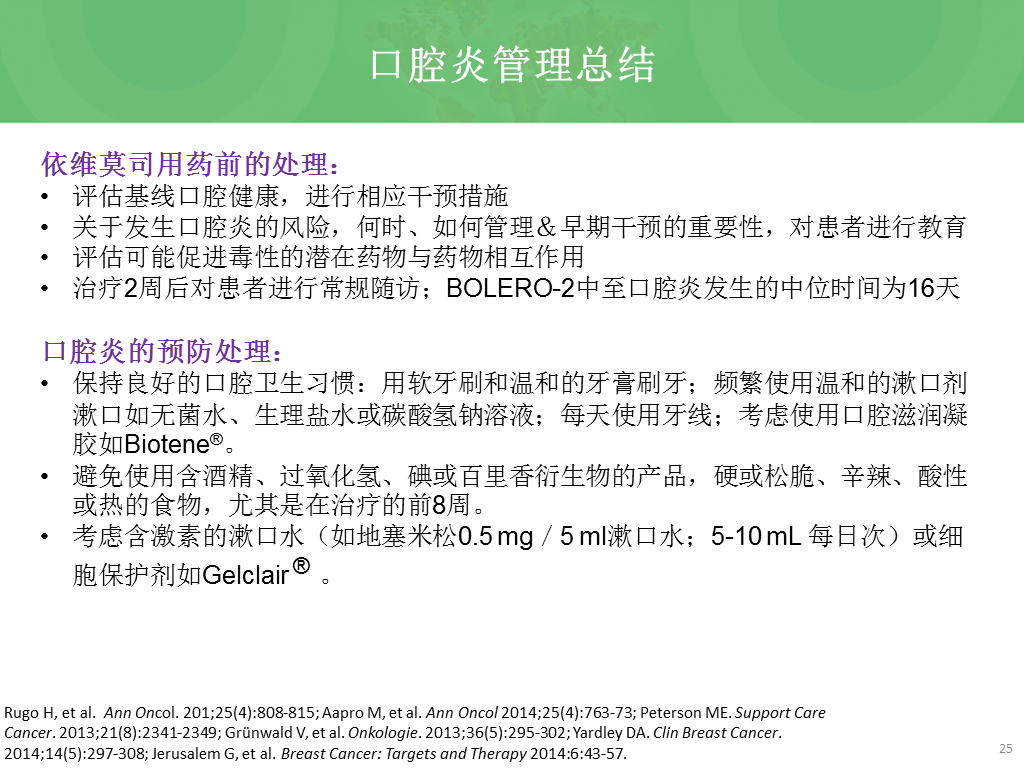 口腔炎管理总结
依维莫司用药前的处理：
• 评估基线口腔健康，进行相应干预措施
• 关于发生口腔炎的风险，何时、如何管理＆早期干预的重要性，对患者进行教育
• 评估可能促进毒性的潜在药物与药物相互作用
• 治疗2周后对患者进行常规随访；BOLERO-2中至口腔炎发生的中位时间为16天
口腔炎的预防处理：
• 保持良好的口腔卫生习惯：用软牙刷和温和的牙膏刷牙；频繁使用温和的漱口剂
漱口如无菌水、生理盐水或碳酸氢钠溶液；每天使用牙线；考虑使用口腔滋润凝
胶如Biotene®。
• 避免使用含酒精、过氧化氢、碘或百里香衍生物的产品，硬或松脆、辛辣、酸性
或热的食物，尤其是在治疗的前8周。
• 考虑含激素的漱口水（如地塞米松0.5 mg／5 ml漱口水；5-10 mL 每日次）或细
胞保护剂如Gelclair® 。
Rugo H, et al. Ann Oncol. 201;25(4):808-815; Aapro M, et al. Ann Oncol 2014;25(4):763-73; Peterson ME. Support Care
Cancer. 2013;21(8):2341-2349; Grünwald V, et al. Onkologie. 2013;36(5):295-302; Yardley DA. Clin Breast Cancer.
2014;14(5):297-308; Jerusalem G, et al. Breast Cancer: Targets and Therapy 2014:6:43-57.
25